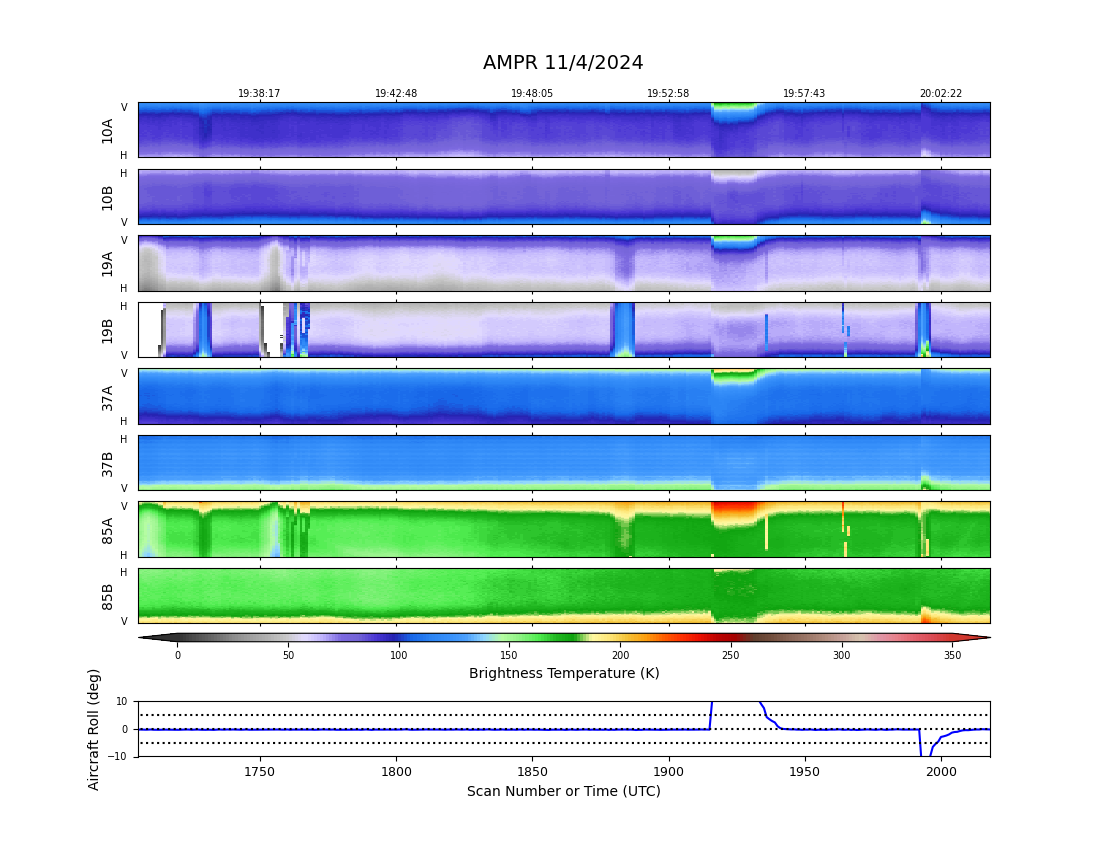 AMPR 11/4/2024
19:38:17 19:42:48 19:48:05 19:52:58 19:57:43 20:02:22
V
10A
H
H
10B
V
V
19A
H
H
19B
V
V
37A
H
H
37B
V
V
85A
H
H
85B
V
0 50 100 150 200 250 300 350
Brightness Temperature (K)
Aircraft Roll (deg)
10
0
−10
1750 1800 1850 1900 1950 2000
Scan Number or Time (UTC)